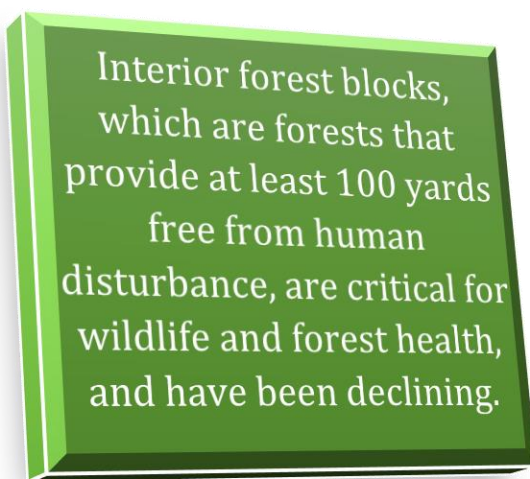 Interior forest blocks,
which are forests that
provide at least 100 yards
free from human
disturbance, are critical for
wildlife and forest health,
and have been declining.